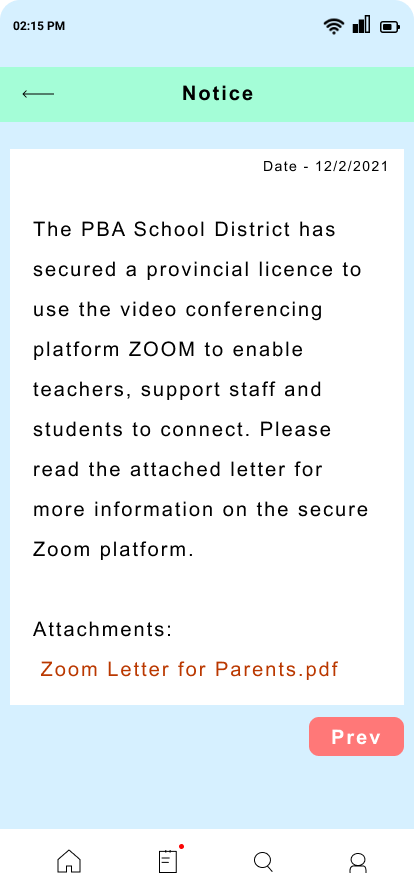 02:15 PM
Notice
Date - 12/2/2021
The PBA School District has
secured a provincial licence to
use the video conferencing
platform ZOOM to enable
teachers, support staff and
students to connect. Please
read the attached letter for
more information on the secure
Zoom platform.
Attachments:
Zoom Letter for Parents.pdf
Prev